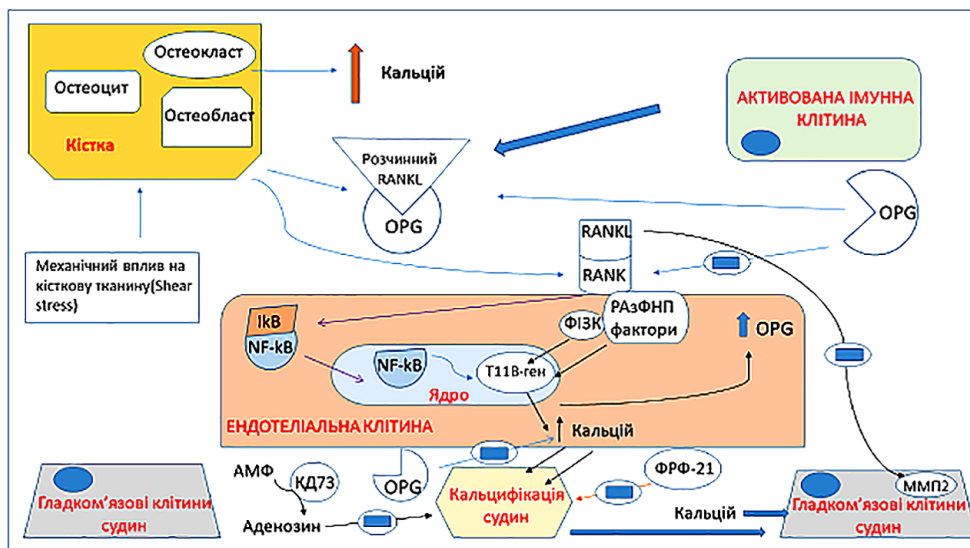 Остеокласт
Остеоцит
Остеобласт
Кістка
Кальцій
АКТИВОВАНА ІМУННА
КЛІТИНА
Розчинний
RANKL
OPG
OPG
RANKL
RANK
Механічний вплив на
кісткову тканину(Shear
stress)
IkB
NF-kB
NF-kB
Ядро
ФІЗК
РАзФНП
фактори
Т11В-ген
OPG
ЕНДОТЕЛІАЛЬНА КЛІТИНА
Кальцій
АМФ
КД73
Аденозин
OPG
Кальцифікація
судин
ФРФ-21
Кальцій
ММП2
Гладком'язові клітини
судин
Гладком'язові клітини
судин